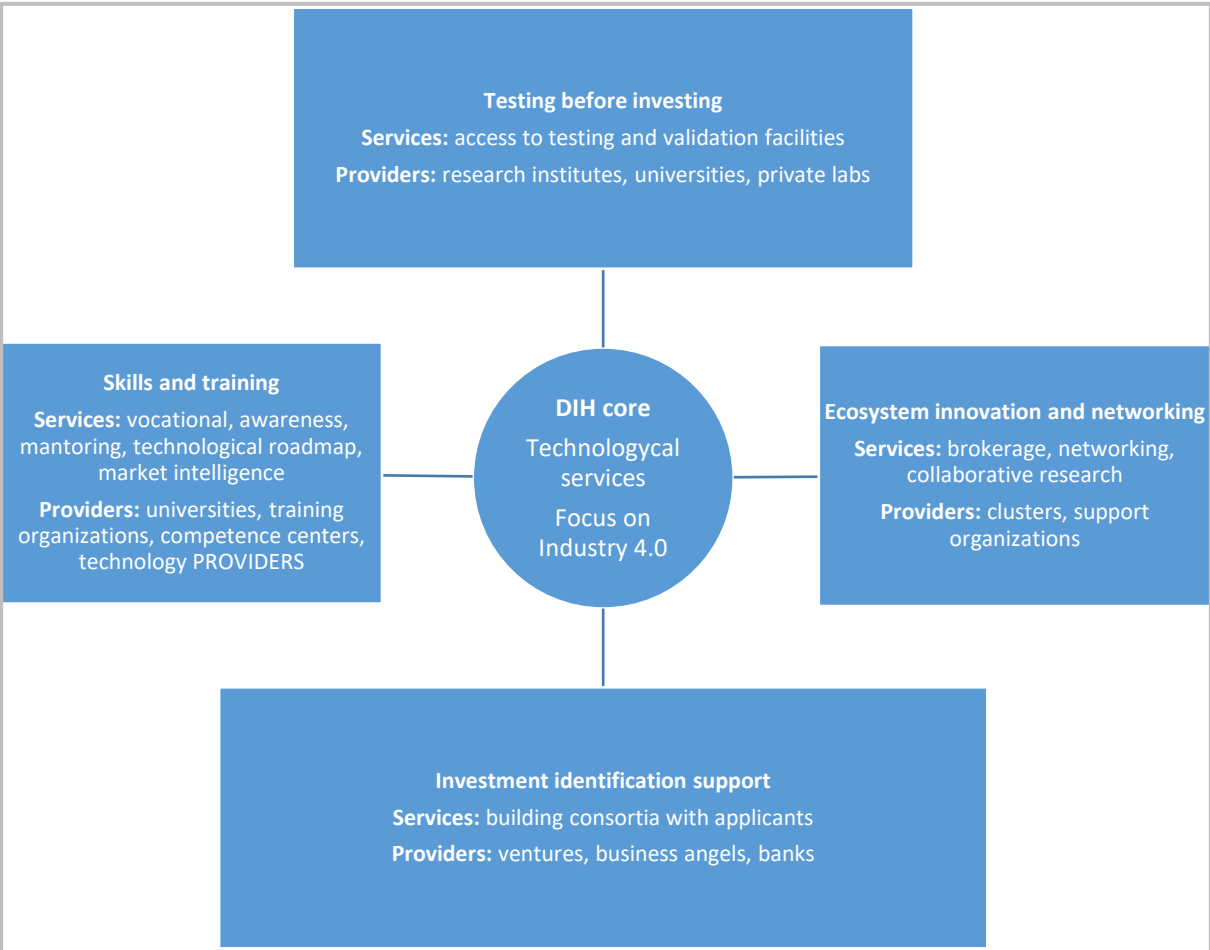 Testing before investing
Services: access to testing and validation facilities
Providers: research institutes, universities, private labs
Skills and training
Services: vocational, awareness,
mantoring, technological roadmap,
market intelligence
Providers: universities, training
organizations, competence centers,
technology PROVIDERS
DIH core
Technologycal
services
Focus on
Industry 4.0
Ecosystem innovation and networking
Services: brokerage, networking,
collaborative research
Providers: clusters, support
organizations
Investment identification support
Services: building consortia with applicants
Providers: ventures, business angels, banks